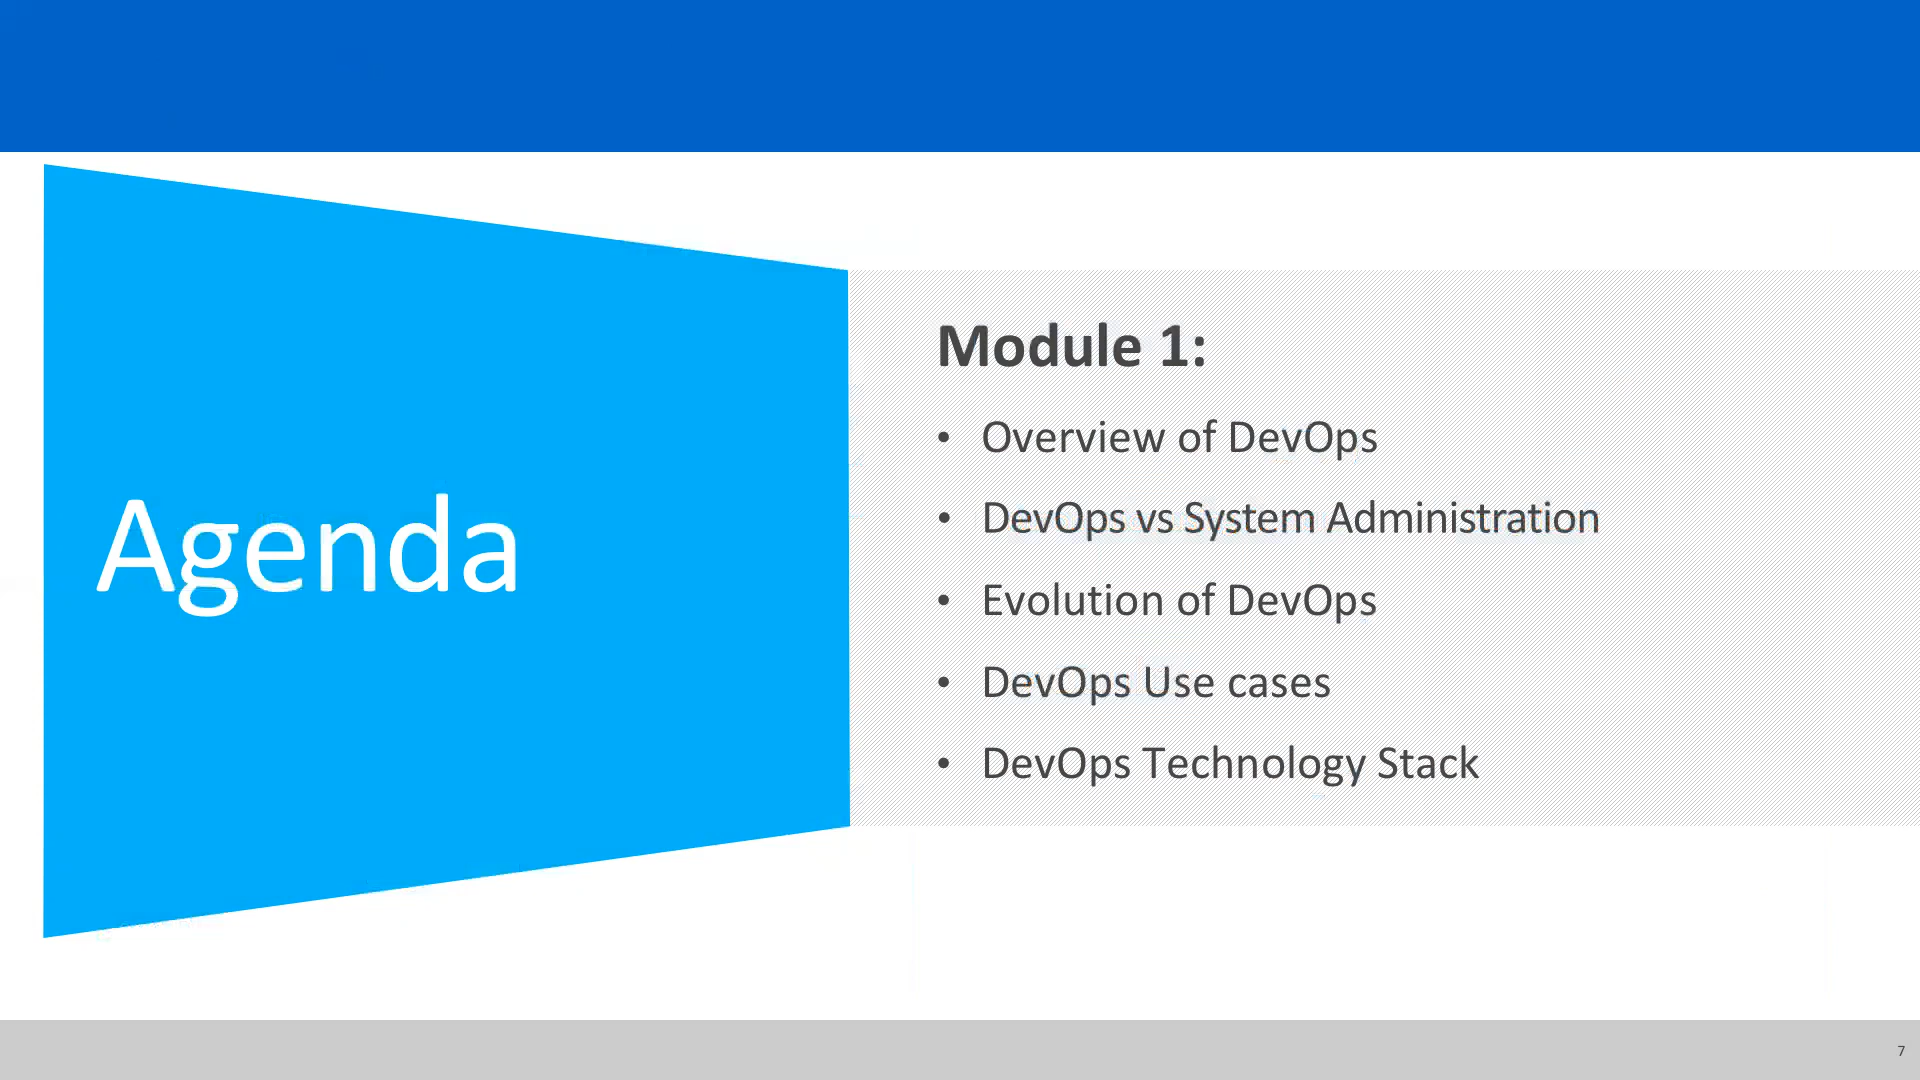 Agenda
Module 1:
• Overview of DevOps
• DevOps vs System Administration
• Evolution of DevOps
• DevOps Use cases
• DevOps Technology Stack
7